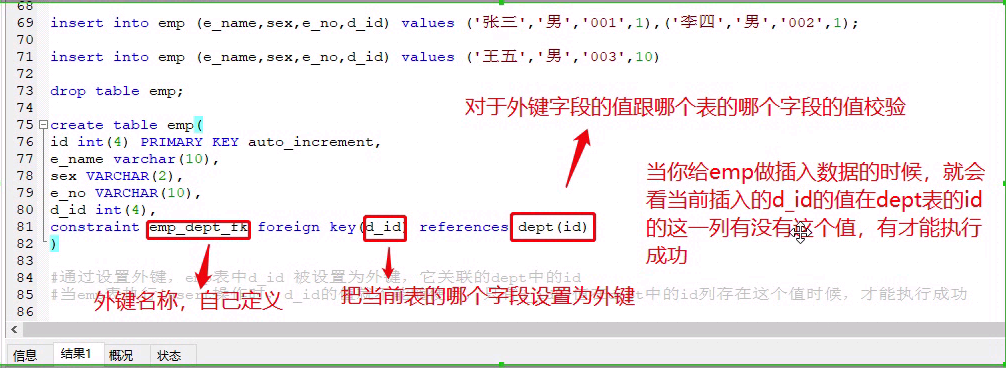 68
69 insert into emp (e_name,sex,e_no,d_id) values ('张三','男','001',1),('李四','男','002',1);
70
71 insert into emp (e_name,sex,e_no,d_id) values ('王五','男','003',10)
72
73 drop table emp;
74
对于外键字段的值跟哪个表的哪个字段的值校验
75 create table emp(
76 id int(4) PRIMARY KEY auto_increment,
77 e_name varchar(10),
78 sex VARCHAR(2),
79 e_no VARCHAR(10),
80 d_id int(4),
81 constraint emp_dept_fk foreign key(d_id) references dept(id)
82 )
当你给emp做插入数据的时候，就会
看当前插入的d_id的值在dept表的id
的这一列有没有这个值，有才能执行
成功
83
84 #通过设置外键，emp表中d_id 被设置为外键，它关联的dept中的id
85 #当emp表 d_id的 中的id列存在这个值时候，才能执行成功
外键名称，自己定义
把当前表的哪个字段设置为外键
86
信息 结果1 概况 状态